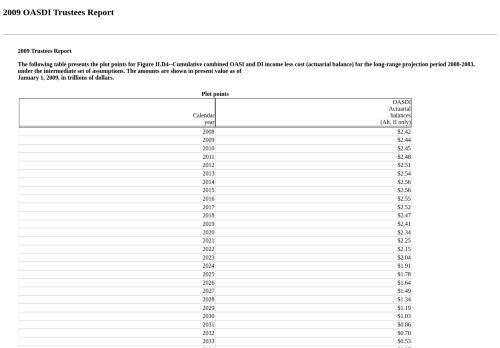 2009 OASDI Trustees Report
2009 Trustees Report
The following table presents the plot points for Figure II.D4--Cumulative combined OASI and DI income less cost (actuarial balance) for the long-range projection period 2008-2083,
under the intermediate set of assumptions. The amounts are shown in present value as of
January 1, 2009, in trillions of dollars.
Plot points
Calendar
year
OASDI
Actuarial
balances
(Alt. II only)
2008 $2.42
2009 $2.44
2010 $2.45
2011 $2.48
2012 $2.51
2013 $2.54
2014 $2.56
2015 $2.56
2016 $2.55
2017 $2.52
2018 $2.47
2019 $2.41
2020 $2.34
2021 $2.25
2022 $2.15
2023 $2.04
2024 $1.91
2025 $1.78
2026 $1.64
2027 $1.49
2028 $1.34
2029 $1.19
2030 $1.03
2031 $0.86
2032 $0.70
2033 $0.53